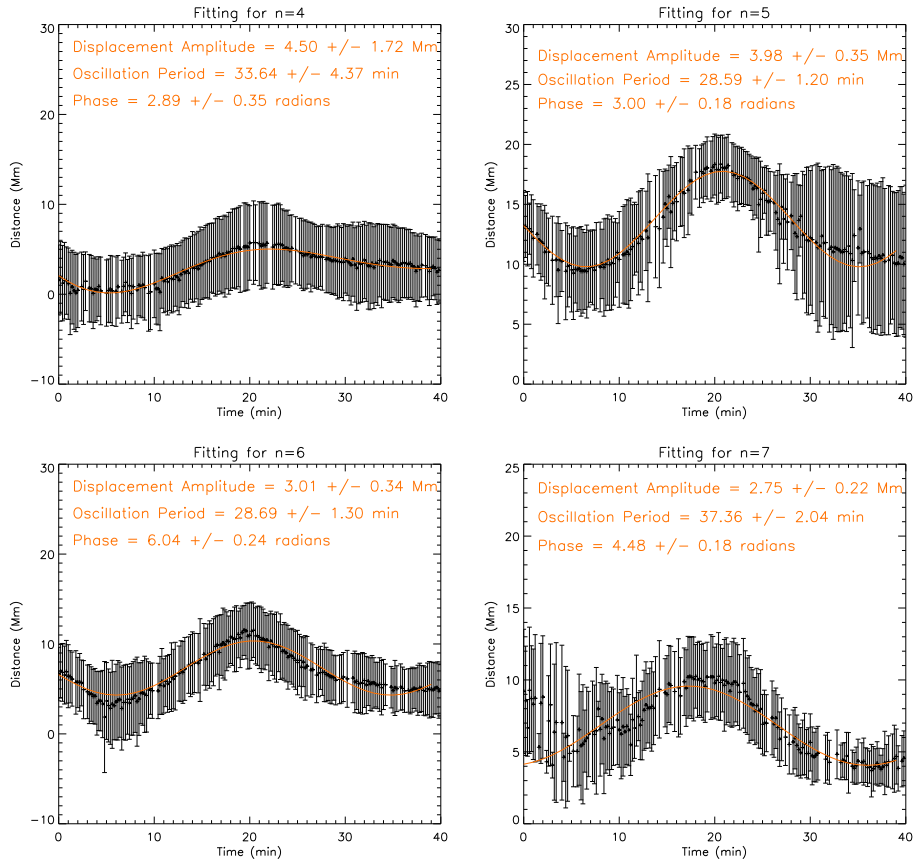 Fitting for n=4
Displacement Amplitude = 4.50 +/- 1.72 Mm
Oscillation Period = 33.64 +/- 4.37 min
Phase = 2.89 +/- 0.35 radians
30
20
10
0
-10
Distance (Mm)
0 10 20 30 40
Time (min)
Fitting for n=5
Displacement Amplitude = 3.98 +/- 0.35 Mm
Oscillation Period = 28.59 +/- 1.20 min
Phase = 3.00 +/- 0.18 radians
30
25
20
15
10
5
0
Distance (Mm)
0 10 20 30 40
Time (min)
Fitting for n=6
Displacement Amplitude = 3.01 +/- 0.34 Mm
Oscillation Period = 28.69 +/- 1.30 min
Phase = 6.04 +/- 0.24 radians
30
20
10
0
-10
Distance (Mm)
0 10 20 30 40
Time (min)
Fitting for n=7
Displacement Amplitude = 2.75 +/- 0.22 Mm
Oscillation Period = 37.36 +/- 2.04 min
Phase = 4.48 +/- 0.18 radians
25
20
15
10
5
0
Distance (Mm)
0 10 20 30 40
Time (min)